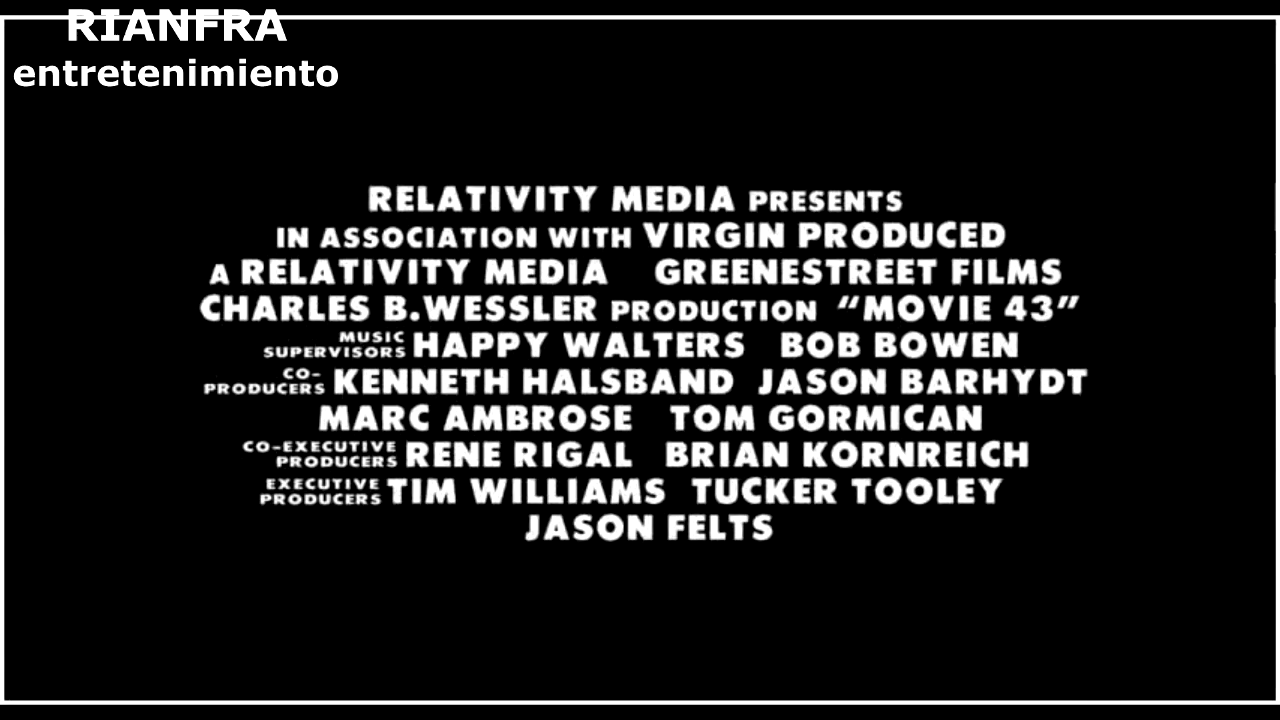 RIANFRA
entretenimiento
RELATIVITY MEDIA PRESENTS
IN ASSOCIATION WITH VIRGIN PRODUCED
A RELATIVITY MEDIA GREENESTREET FILMS
CHARLES B. WESSLER PRODUCTION “MOVIE 43”
MUSIC SUPERVISORS HAPPY WALTERS BOB BOWEN
CO-PRODUCERS KENNETH HALSBAND JASON BARHYDT
MARC AMBROSE TOM GORMICAN
CO-EXECUTIVE PRODUCERS RENE RIGAL BRIAN KORNREICH
EXECUTIVE PRODUCERS TIM WILLIAMS TUCKER TOOLEY
JASON FELTS